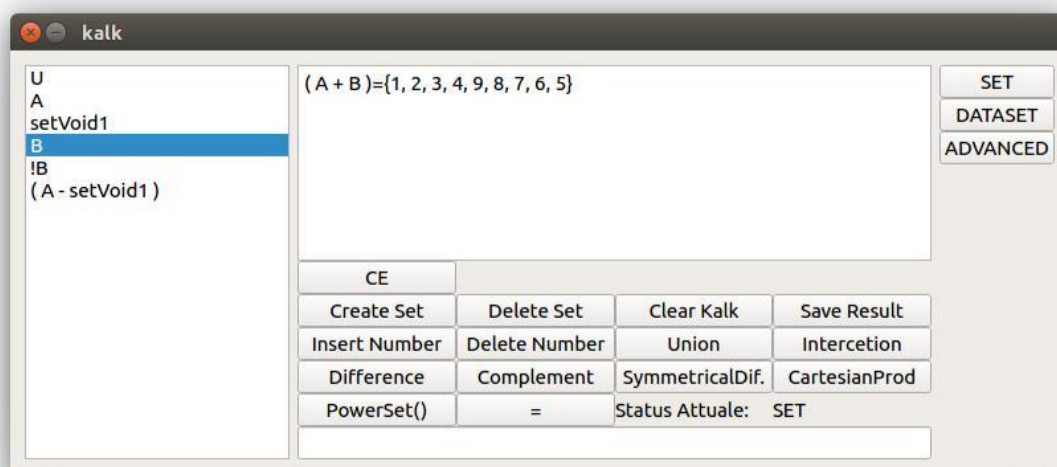 kalk
U
A
setVoid1
B
!B
( A - setVoid1 )
( A + B )={1, 2, 3, 4, 9, 8, 7, 6, 5}
SET
DATASET
ADVANCED
CE
Create Set Delete Set Clear Kalk Save Result
Insert Number Delete Number Union Intercetion
Difference Complement SymmetricalDif. CartesianProd
PowerSet() = Status Attuale: SET